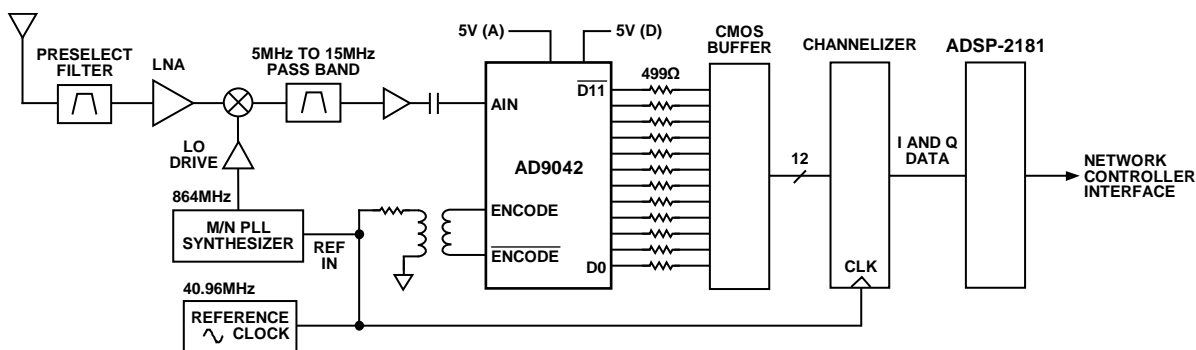 PRESELECT
FILTER
LNA
5MHz TO 15MHz
PASS BAND
5V (A)
5V (D)
499Ω
CMOS
BUFFER
CHANNELIZER
ADSP-2181
AIN
D11
AD9042
ENCODE
ENCODE
D0
12
I AND Q
DATA
NETWORK
CONTROLLER
INTERFACE
LO
DRIVE
864MHz
M/N PLL
SYNTHESIZER
REF
IN
CLK
40.96MHz
REFERENCE
CLOCK